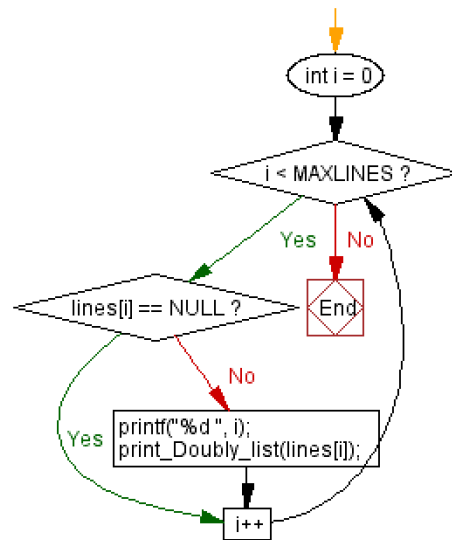 int i = 0
i < MAXLINES ?
Yes
No
lines[i] == NULL ?
End
No
Yes
printf("%d ", i);
print_Doubly_list(lines[i]);
i++